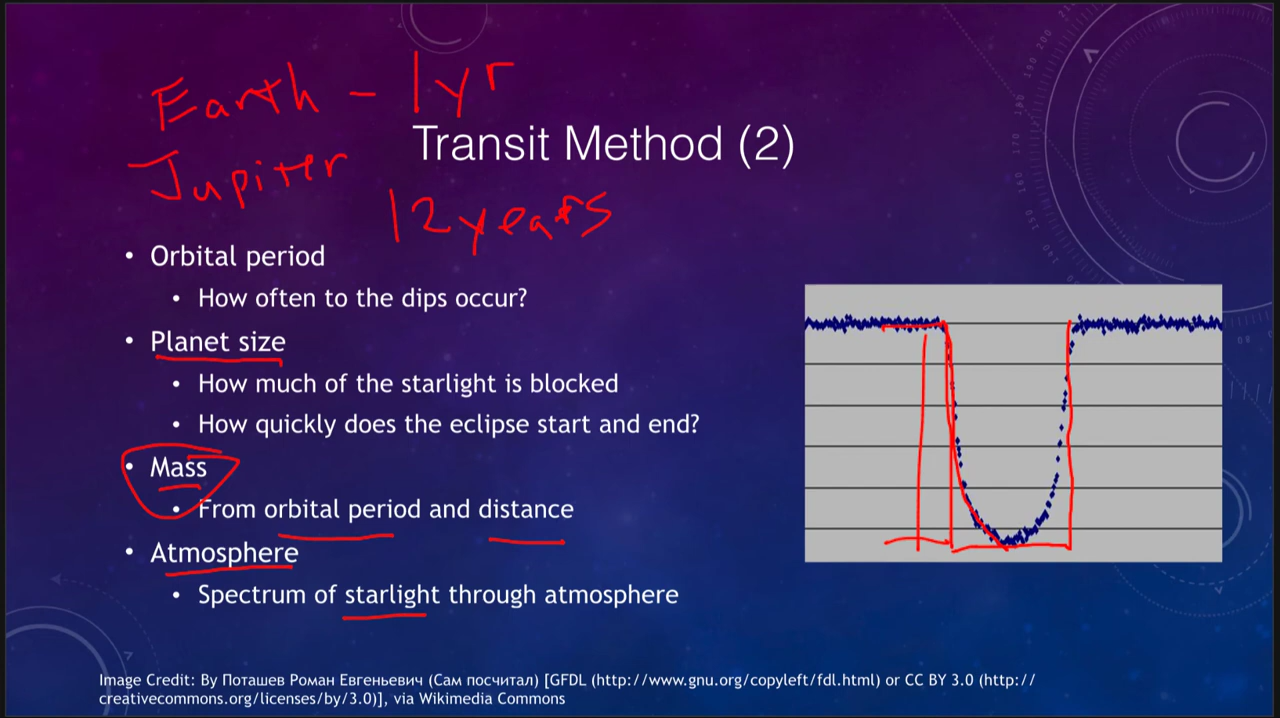 Earth - 1yr
Transit Method (2)
Jupiter
12 years
• Orbital period
• How often to the dips occur?
• Planet size
• How much of the starlight is blocked
• How quickly does the eclipse start and end?
• Mass
• From orbital period and distance
• Atmosphere
• Spectrum of starlight through atmosphere
Image Credit: By Поташев Роман Евгеньевич (Сам посчитал) [GFDL (http://www.gnu.org/copyleft/fdl.html) or CC BY 3.0 (http://
creativecommons.org/licenses/by/3.0)], via Wikimedia Commons